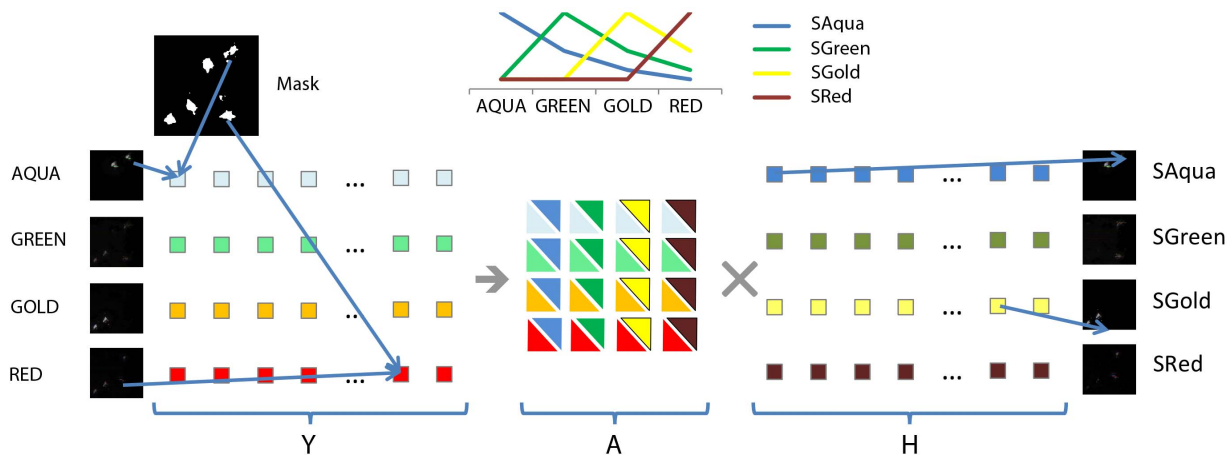 Mask
SAqua
SGreen
SGold
SRed
AQUA GREEN GOLD RED
AQUA
GREEN
GOLD
RED
...
...
..
...
...
...
...
...
SAqua
SGreen
SGold
SRed
Y
A
H